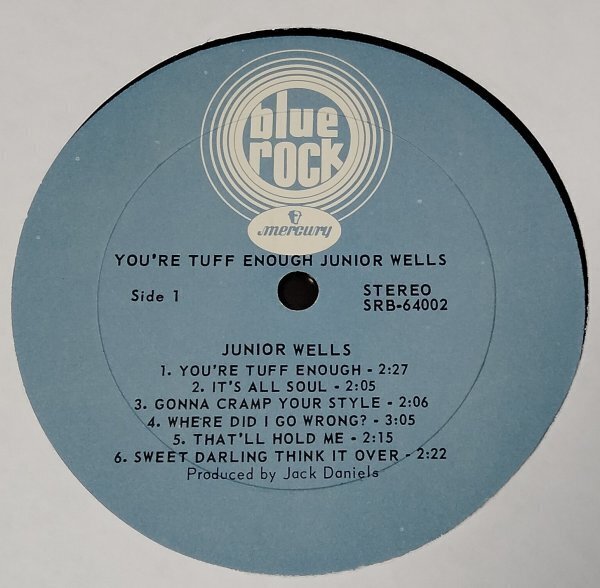 blue
rock
mercury
YOU'RE TUFF ENOUGH JUNIOR WELLS
Side 1
STEREO
SRB-64002
JUNIOR WELLS
1. YOU'RE TUFF ENOUGH - 2:27
2. IT'S ALL SOUL - 2:05
3. GONNA CRAMP YOUR STYLE - 2:06
4. WHERE DID I GO WRONG? - 3:05
5. THAT'LL HOLD ME - 2:15
6. SWEET DARLING THINK IT OVER - 2:22
Produced by Jack Daniels